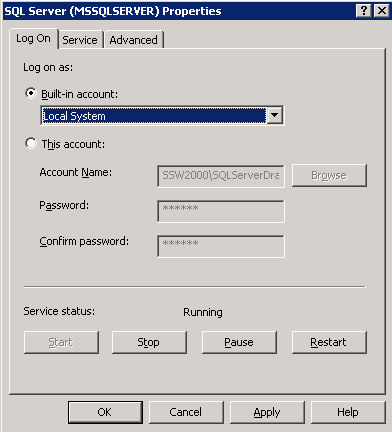 SQL Server (MSSQLSERVER) Properties ? X
Log On Service Advanced
Log on as:
Built-in account:
Local System
This account:
Account Name: SSW2000\SQLServerDra Browse
Password: ******
Confirm password: ******
Service status: Running
Start Stop Pause Restart
OK Cancel Apply Help